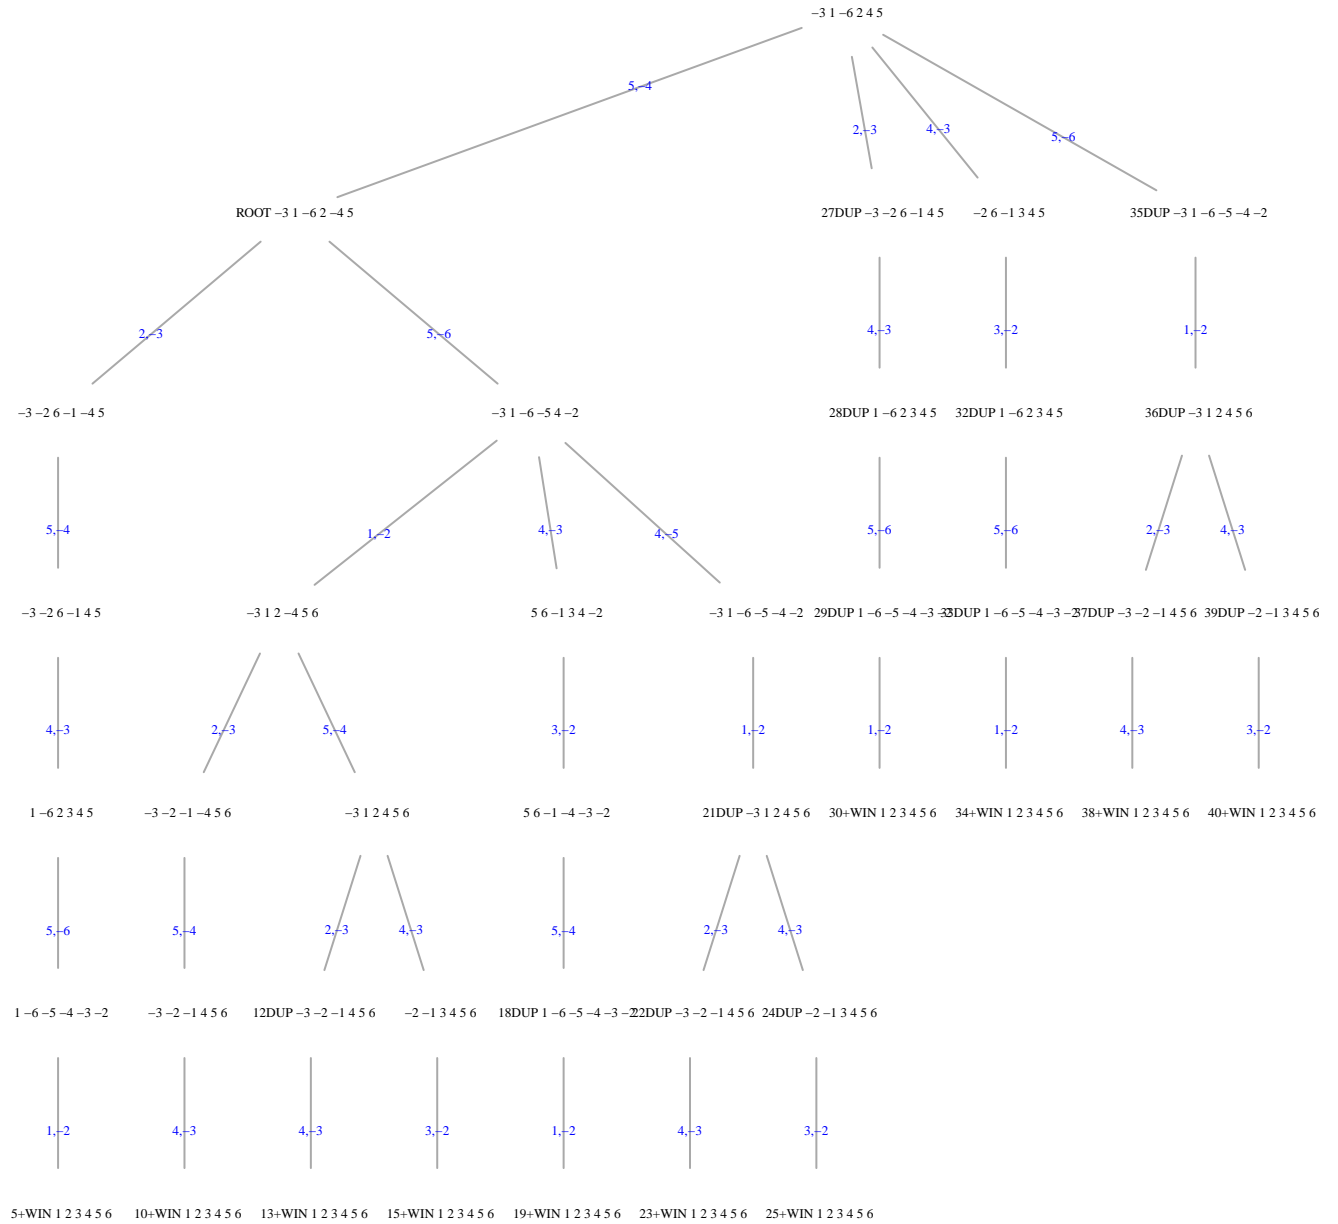 −3 1 −6 2 4 5
5,−4
2,−3
4,−3
5,−6
ROOT −3 1 −6 2 −4 5
27DUP −3 −2 6 −1 4 5
−2 6 −1 3 4 5
35DUP −3 1 −6 −5 −4 −2
2,−3
5,−6
4,−3
3,−2
1,−2
−3 −2 6 −1 −4 5
−3 1 −6 −5 4 −2
28DUP 1 −6 2 3 4 5
32DUP 1 −6 2 3 4 5
36DUP −3 1 2 4 5 6
5,−4
1,−2
4,−3
4,−5
5,−6
5,−6
2,−3
4,−3
−3 −2 6 −1 4 5
−3 1 2 −4 5 6
5 6 −1 3 4 −2
−3 1 −6 −5 −4 −2
29DUP 1 −6 −5 −4 −3 −2
33DUP 1 −6 −5 −4 −3 −2
37DUP −3 −2 −1 4 5 6
39DUP −2 −1 3 4 5 6
4,−3
2,−3
5,−4
3,−2
1,−2
1,−2
1,−2
4,−3
3,−2
1 −6 2 3 4 5
−3 −2 −1 −4 5 6
−3 1 2 4 5 6
5 6 −1 −4 −3 −2
21DUP −3 1 2 4 5 6
30+WIN 1 2 3 4 5 6
34+WIN 1 2 3 4 5 6
38+WIN 1 2 3 4 5 6
40+WIN 1 2 3 4 5 6
5,−6
5,−4
2,−3
4,−3
5,−4
2,−3
4,−3
1 −6 −5 −4 −3 −2
−3 −2 −1 4 5 6
12DUP −3 −2 −1 4 5 6
−2 −1 3 4 5 6
18DUP 1 −6 −5 −4 −3 −2
22DUP −3 −2 −1 4 5 6
24DUP −2 −1 3 4 5 6
1,−2
4,−3
4,−3
3,−2
1,−2
4,−3
3,−2
5+WIN 1 2 3 4 5 6
10+WIN 1 2 3 4 5 6
13+WIN 1 2 3 4 5 6
15+WIN 1 2 3 4 5 6
19+WIN 1 2 3 4 5 6
23+WIN 1 2 3 4 5 6
25+WIN 1 2 3 4 5 6